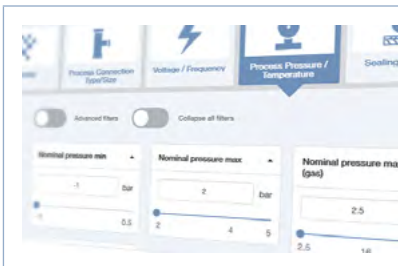 Process Connection
Type/Size
Voltage / Frequency
Process Pressure /
Temperature
Sealing
Advanced filters
Collapse all filters
Nominal pressure min
-1
bar
-1
0.5
Nominal pressure max
2
bar
2
4
5
Nominal pressure ma
(gas)
2.5
2.5
16